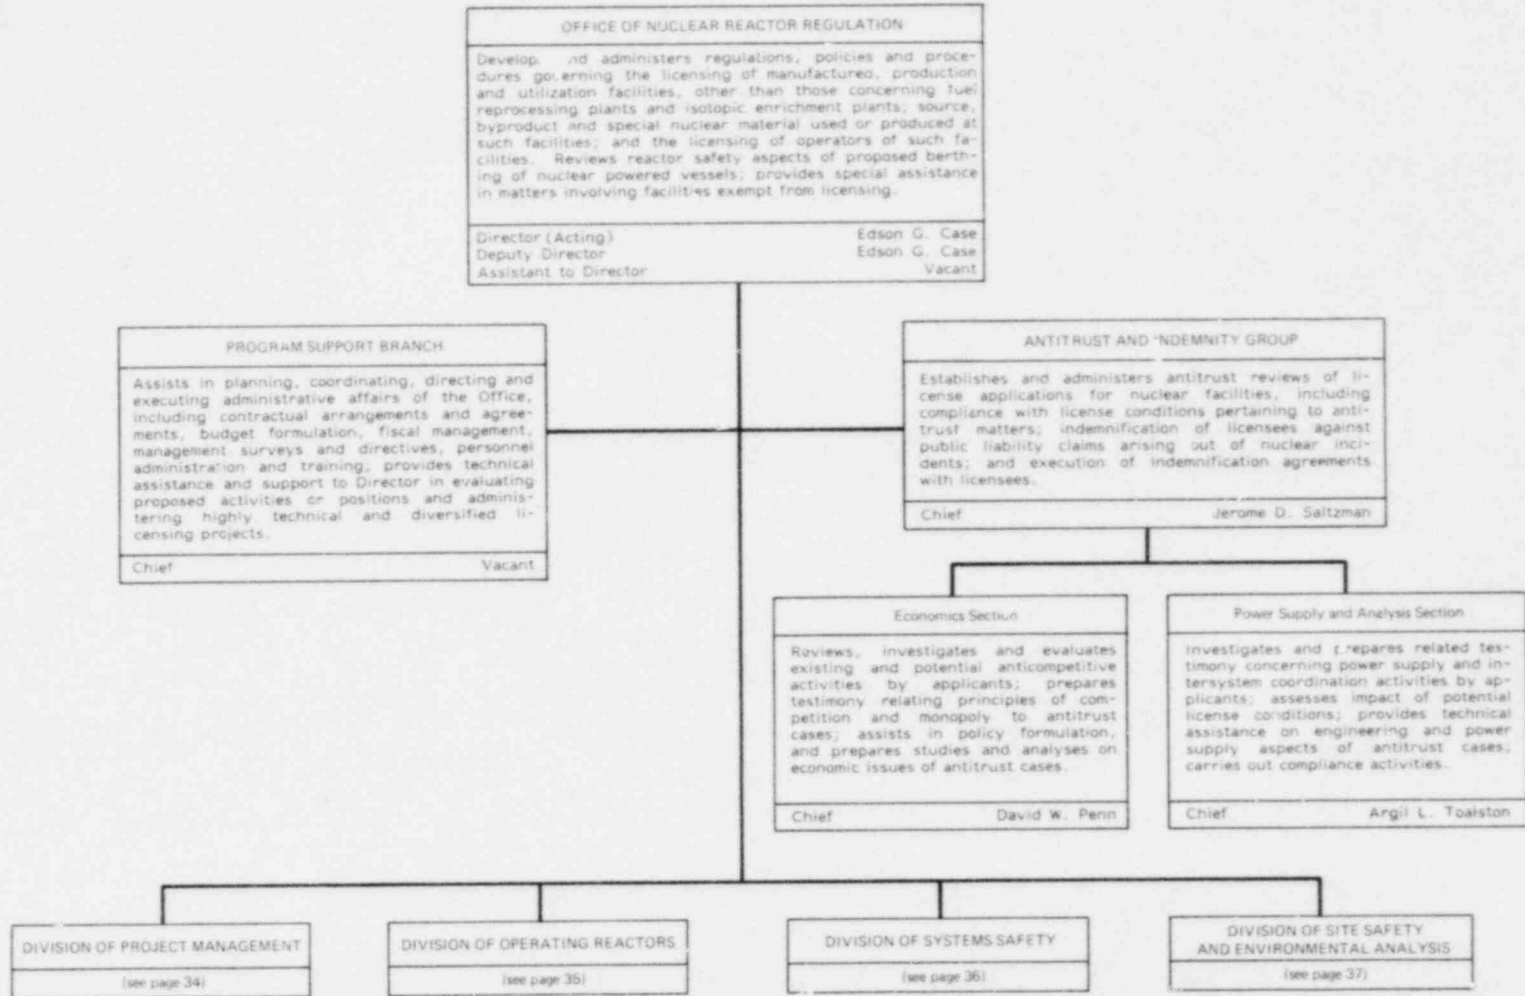 OFFICE OF NUCLEAR REACTOR REGULATION
Develop nd administers regulations, policies and proce-
dures governing the licensing of manufactured, production
and utilization facilities, other than those concerning fuel
reprocessing plants and isotopic enrichment plants; source,
byproduct and special nuclear material used or produced at
such facilities; and the licensing of operators of such fa-
cilities. Reviews reactor safety aspects of proposed berth-
ing of nuclear powered vessels; provides special assistance
in matters involving facilities exempt from licensing.
Director (Acting) Edson G. Case
Deputy Director Edson G. Case
Assistant to Director Vacant
PROGRAM SUPPORT BRANCH
Assists in planning, coordinating, directing and
executing administrative affairs of the Office,
including contractual arrangements and agree-
ments, budget formulation, fiscal management,
management surveys and directives, personnel
administration and training; provides technical
assistance and support to Director in evaluating
proposed activities or positions and adminis-
tering highly technical and diversified li-
censing projects.
Chief Vacant
ANTITRUST AND INDEMNITY GROUP
Establishes and administers antitrust reviews of li-
cense applications for nuclear facilities, including
compliance with license conditions pertaining to anti-
trust matters; indemnification of licensees against
public liability claims arising out of nuclear inci-
dents; and execution of indemnification agreements
with licensees.
Chief Jerome D. Saltzman
Economics Section
Reviews, investigates and evaluates
existing and potential anticompetitive
activities by applicants; prepares
testimony relating principles of com-
petition and monopoly to antitrust
cases; assists in policy formulation,
and prepares studies and analyses on
economic issues of antitrust cases.
Chief David W. Penn
Power Supply and Analysis Section
Investigates and prepares related tes-
timony concerning power supply and in-
tersystem coordination activities by ap-
plicants; assesses impact of potential
license conditions; provides technical
assistance on engineering and power
supply aspects of antitrust cases;
carries out compliance activities.
Chief Argil L. Toalston
DIVISION OF PROJECT MANAGEMENT
(see page 34)
DIVISION OF OPERATING REACTORS
(see page 35)
DIVISION OF SYSTEMS SAFETY
(see page 36)
DIVISION OF SITE SAFETY
AND ENVIRONMENTAL ANALYSIS
(see page 37)